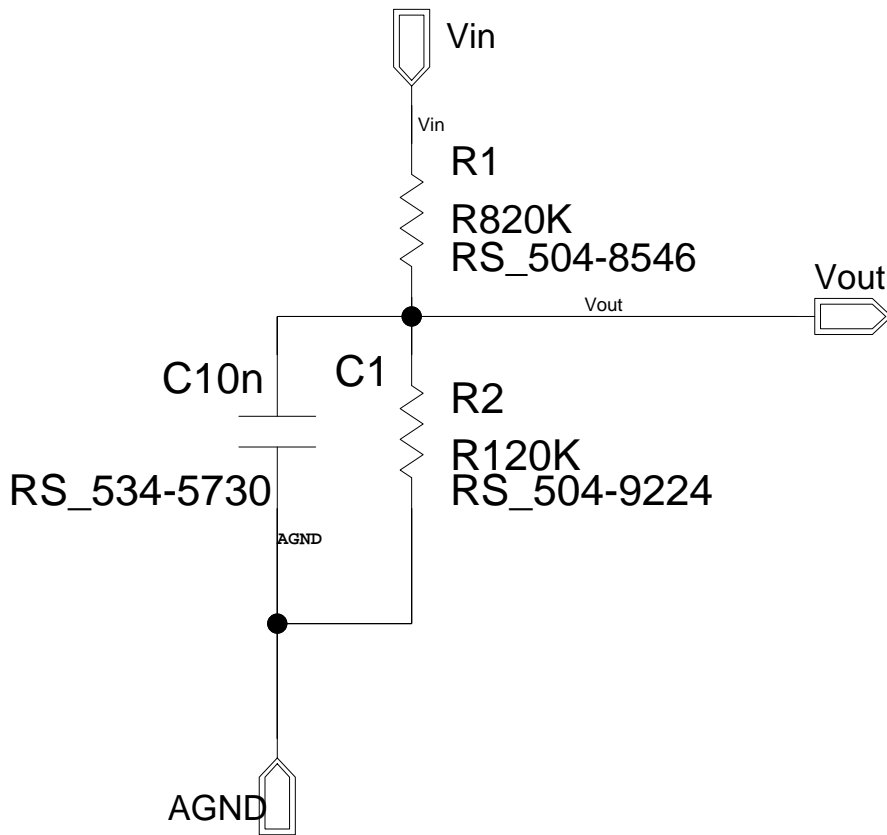 Vin
Vin
R1
R820K
RS_504-8546
Vout
Vout
C10n
C1
R2
R120K
RS_534-5730
RS_504-9224
AGND
AGND